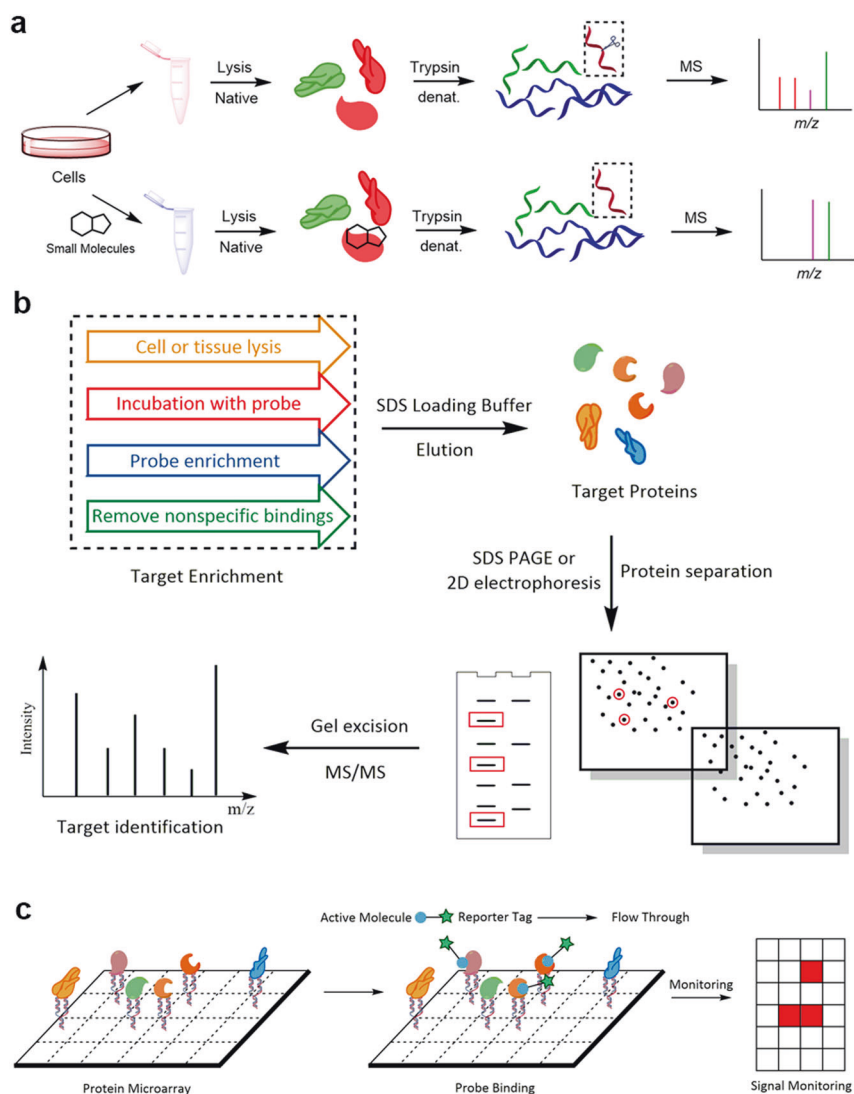 a
Lysis
Native
Trypsin
denat.
MS
m/z
Cells
Small Molecules
Lysis
Native
Trypsin
denat.
MS
m/z
b
Cell or tissue lysis
Incubation with probe
Probe enrichment
Remove nonspecific bindings
Target Enrichment
SDS Loading Buffer
Elution
Target Proteins
SDS PAGE or
2D electrophoresis
Protein separation
Gel excision
MS/MS
Intensity
m/z
Target identification
c
Active Molecule
Reporter Tag
Flow Through
Monitoring
Protein Microarray
Probe Binding
Signal Monitoring